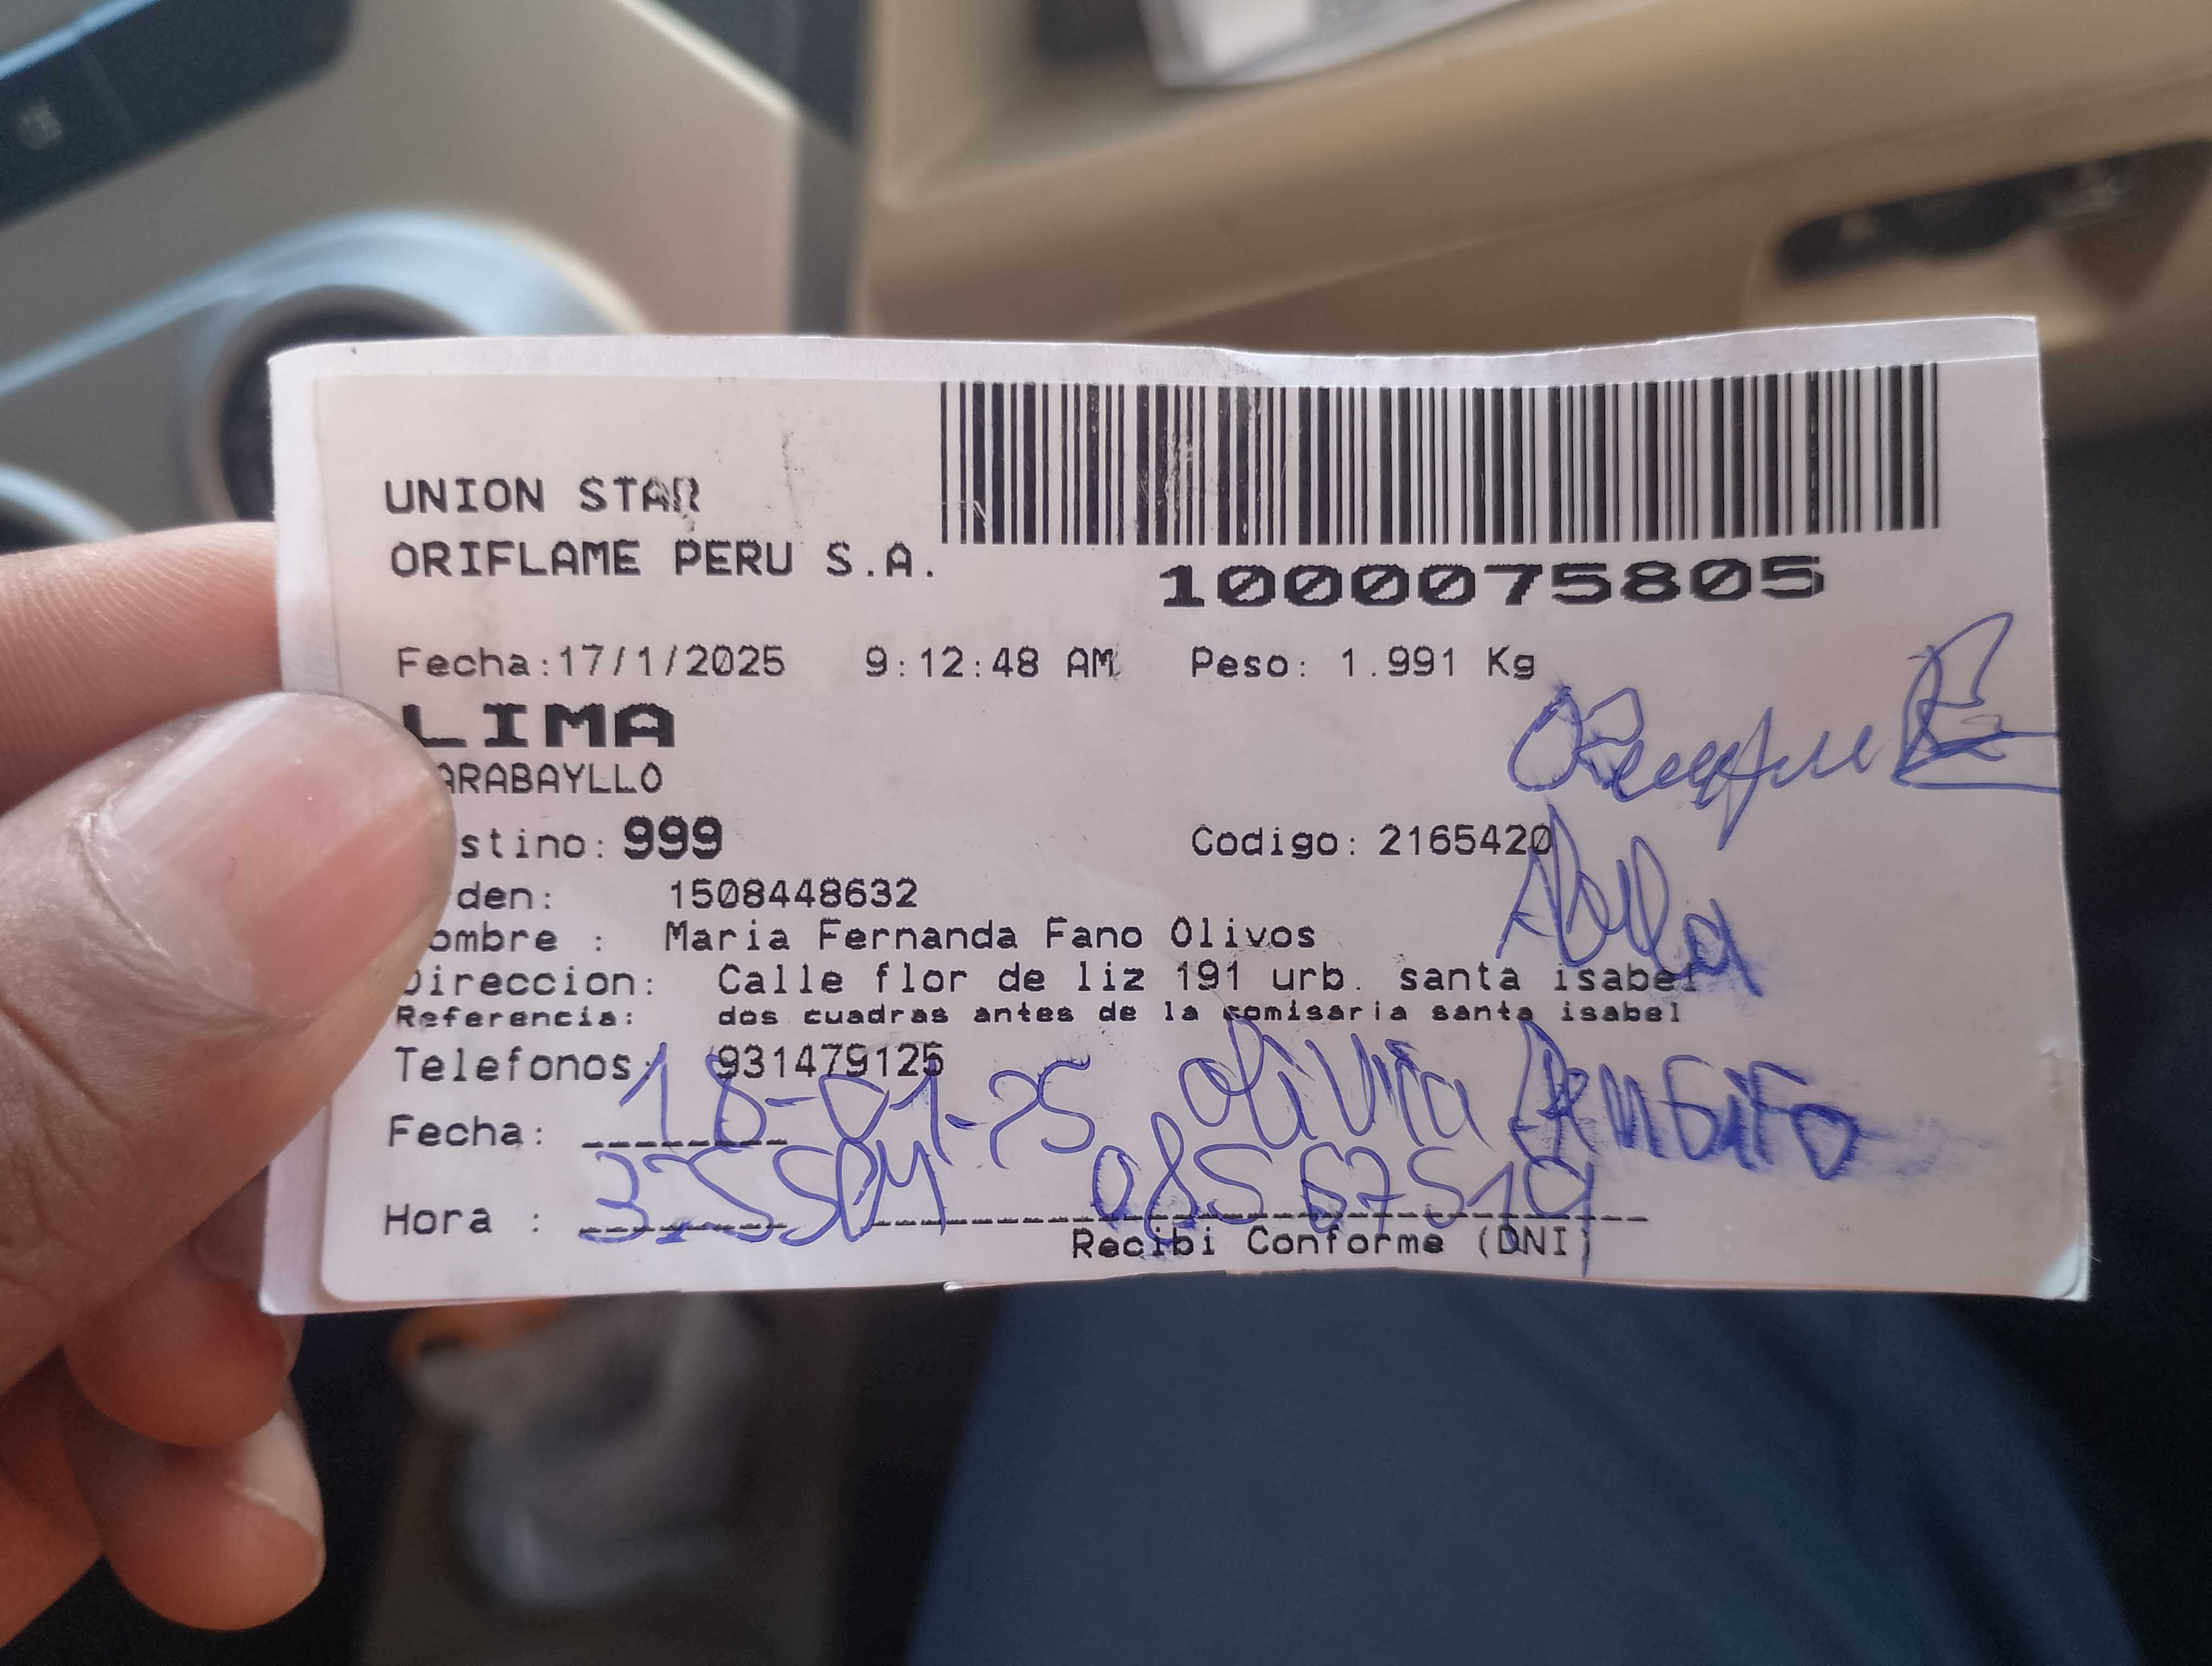 UNION STAR
ORIFLAME PERU S.A.
1000075805
Fecha:17/1/2025 9:12:48 AM Peso: 1.991 Kg
LIMA
ARABAYLLO
stino: 999 Codigo: 2165420
den: 1508448632
ombre : Maria Fernanda Fano Olivos
Direccion: Calle flor de liz 191 urb. santa isabel
Referencia: dos cuadras antes de la comisaria santa isabel
Telefonos: 931479125
Fecha: 18-01-25 Olivia
Hora : 08567519
Recibi Conforme (DNI)